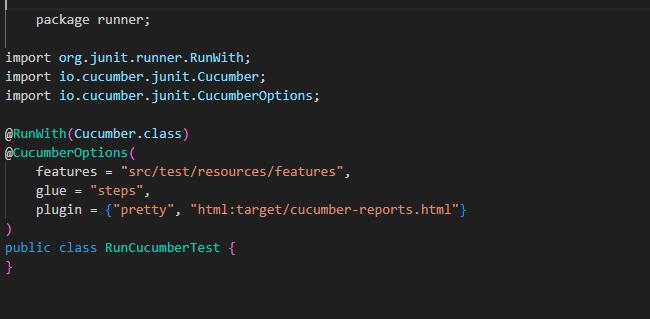 package runner;
import org.junit.runner.RunWith;
import io.cucumber.junit.Cucumber;
import io.cucumber.junit.CucumberOptions;
@RunWith(Cucumber.class)
@CucumberOptions(
features = "src/test/resources/features",
glue = "steps",
plugin = {"pretty", "html:target/cucumber-reports.html"}
)
public class RunCucumberTest {
}